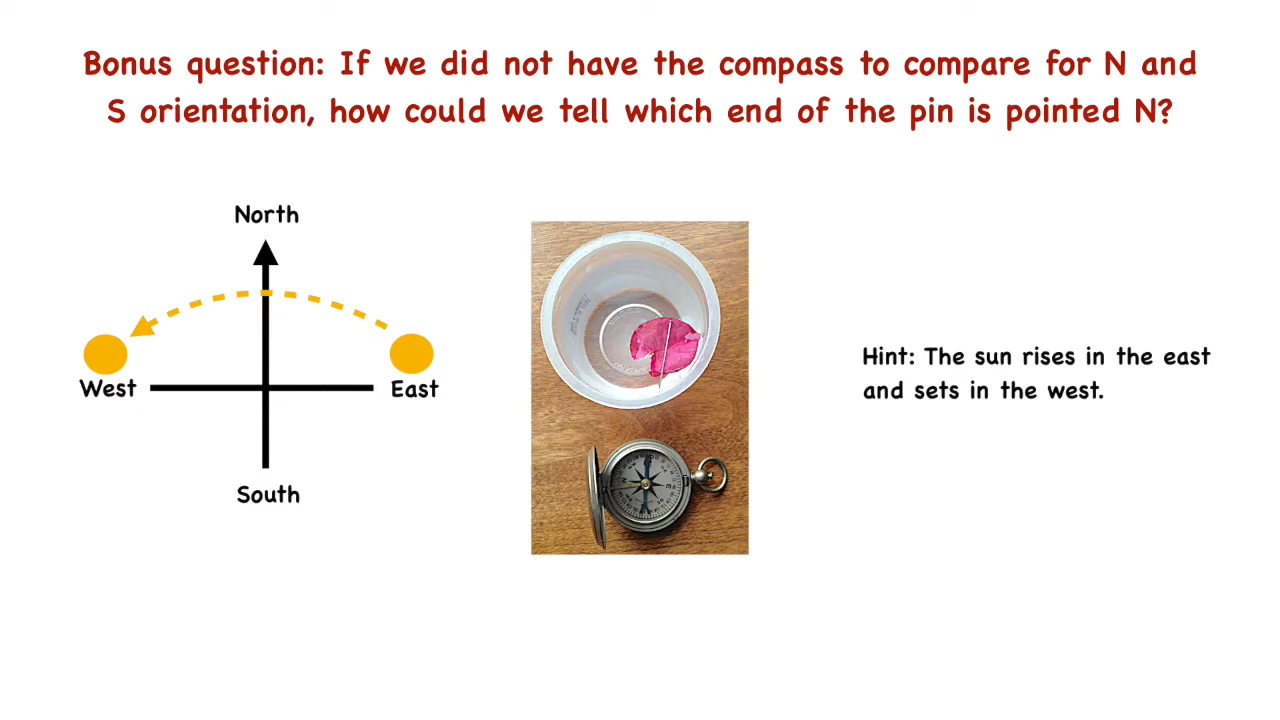 Bonus question: If we did not have the compass to compare for N and
S orientation, how could we tell which end of the pin is pointed N?
North
West
East
South
Hint: The sun rises in the east
and sets in the west.